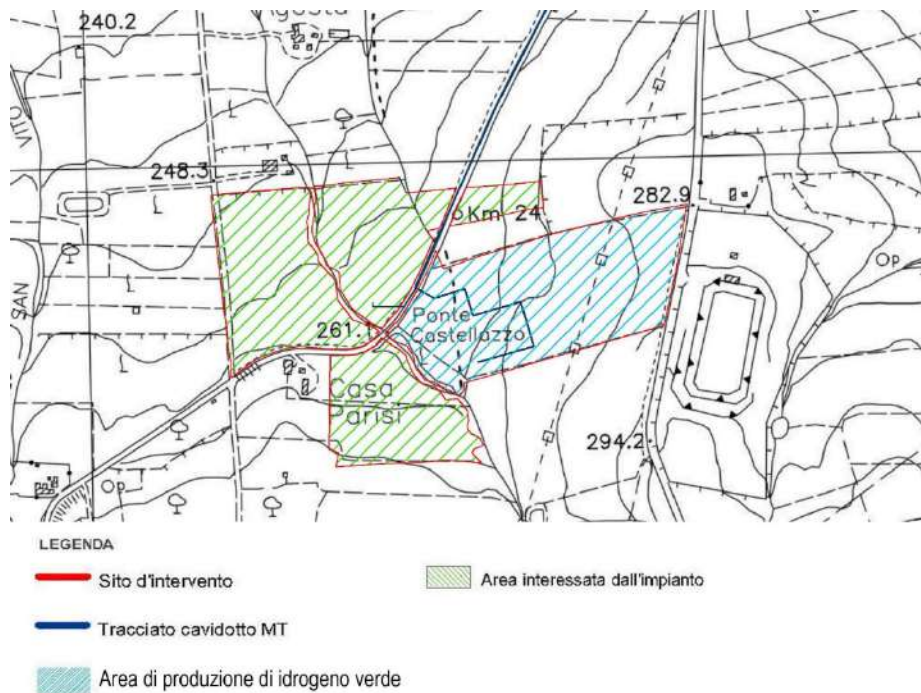 240.2
Agosta
VITO
248.3
Km 24
282.9
Op
SAN
261.1
Ponte
Castellazzo
Casa
Parisi
294.2
Op
LEGENDA
Sito d'intervento
Area interessata dall'impianto
Tracciato cavidotto MT
Area di produzione di idrogeno verde